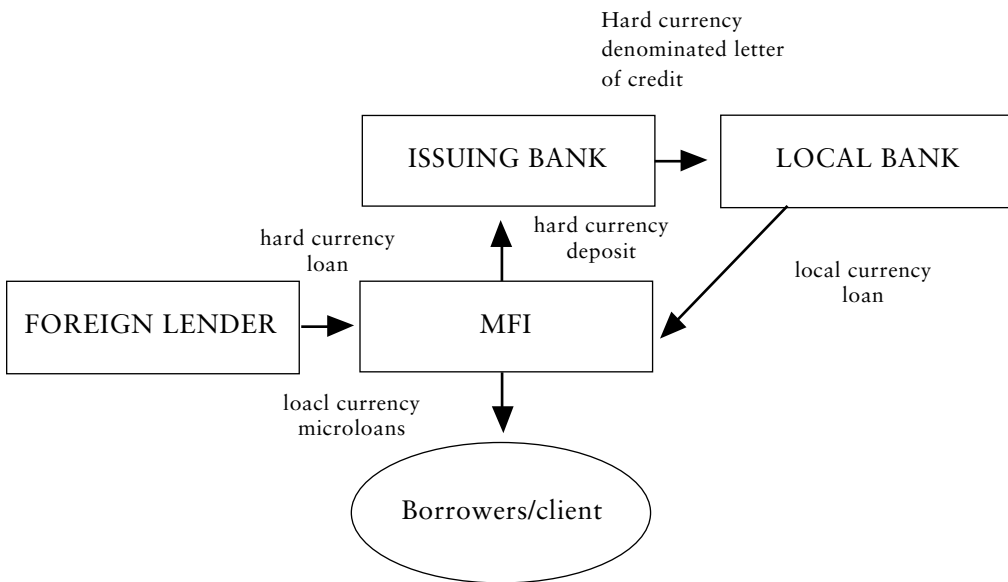 Hard currency
denominated letter
of credit
ISSUING BANK
LOCAL BANK
hard currency
loan
hard currency
deposit
local currency
loan
FOREIGN LENDER
MFI
loacl currency
microloans
Borrowers/client